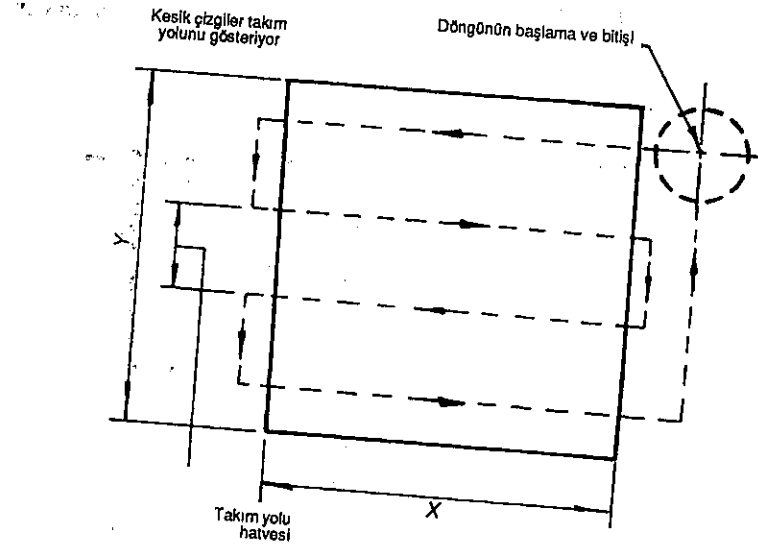 Kesik çizgiler takım
yolunu gösteriyor
Döngünün başlama ve bitişi
Y
X
Takım yolu
hatvesi